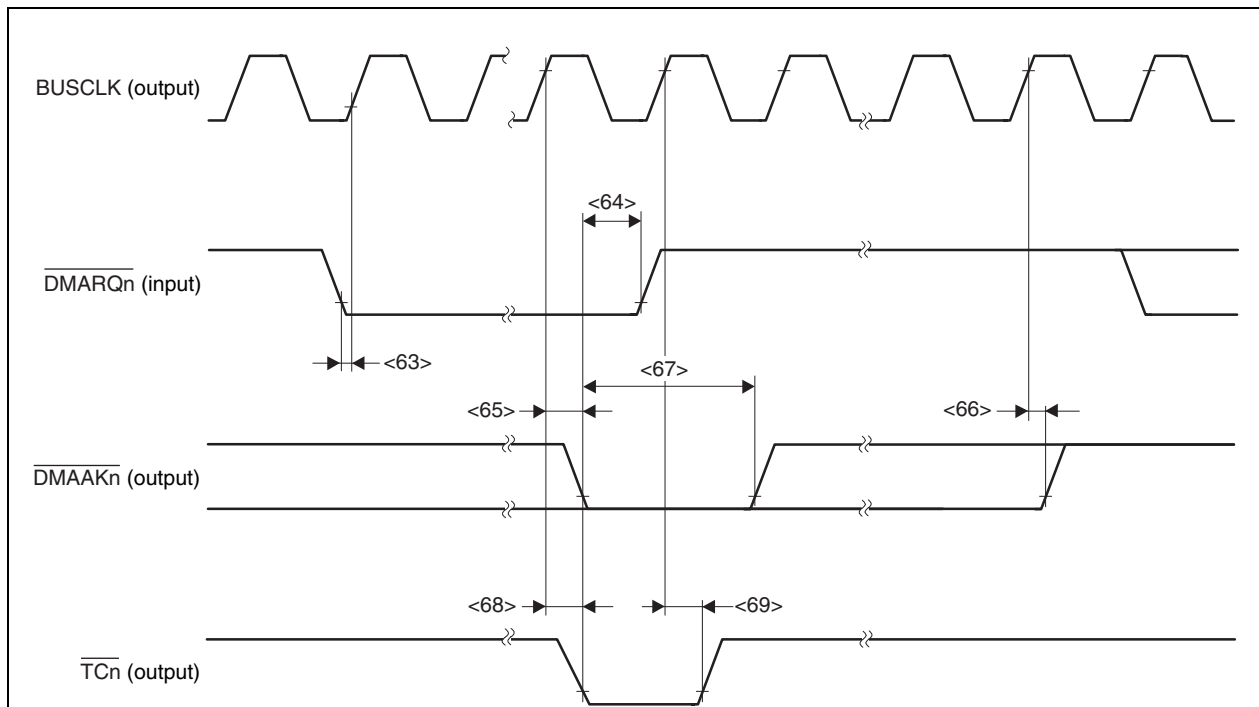 BUSCLK (output)
<64>
DMARQn (input)
<63>
<67>
<65>
<66>
DMAAKn (output)
<68>
<69>
TCn (output)